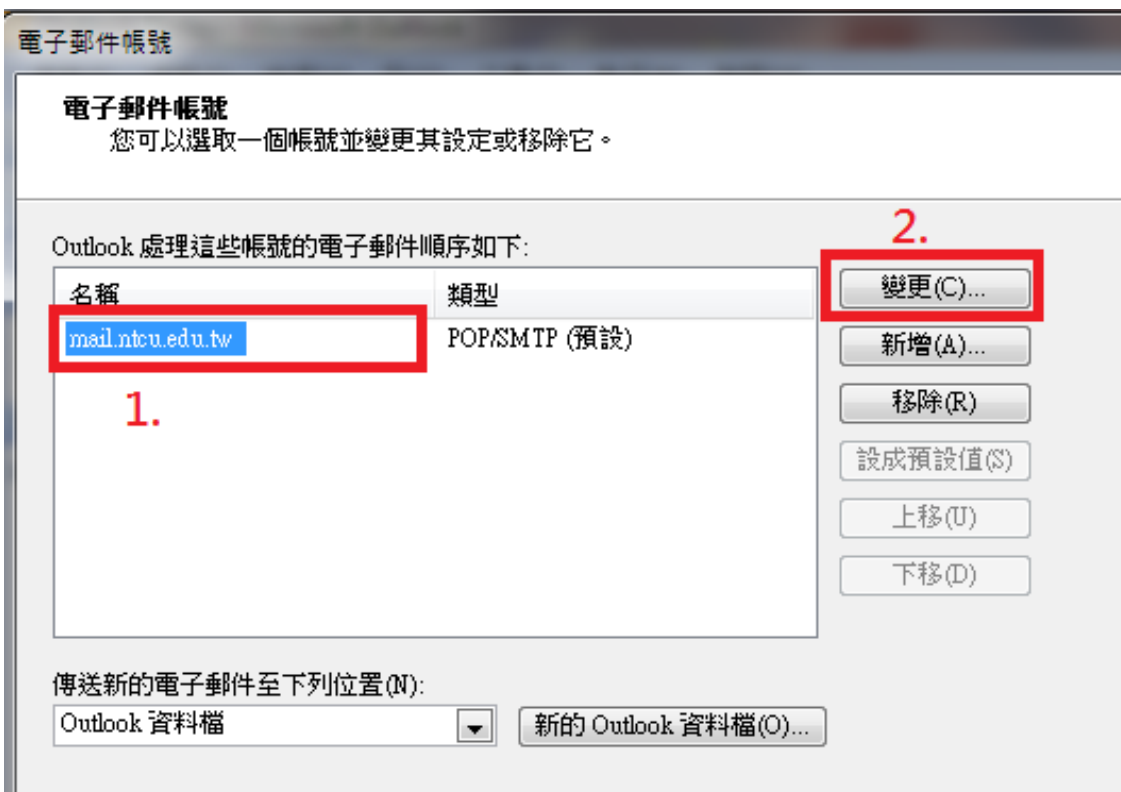 電子郵件帳號
電子郵件帳號
您可以選取一個帳號並變更其設定或移除它。
2.
Outlook 處理這些帳號的電子郵件順序如下:
名稱 類型 變更(C)...
mail.ntcu.edu.tw POP/SMTP (預設) 新增(A)...
1. 移除(R)
設成預設值(S)
上移(U)
下移(D)
傳送新的電子郵件至下列位置(N):
Outlook 資料檔 新的 Outlook 資料檔(O)...